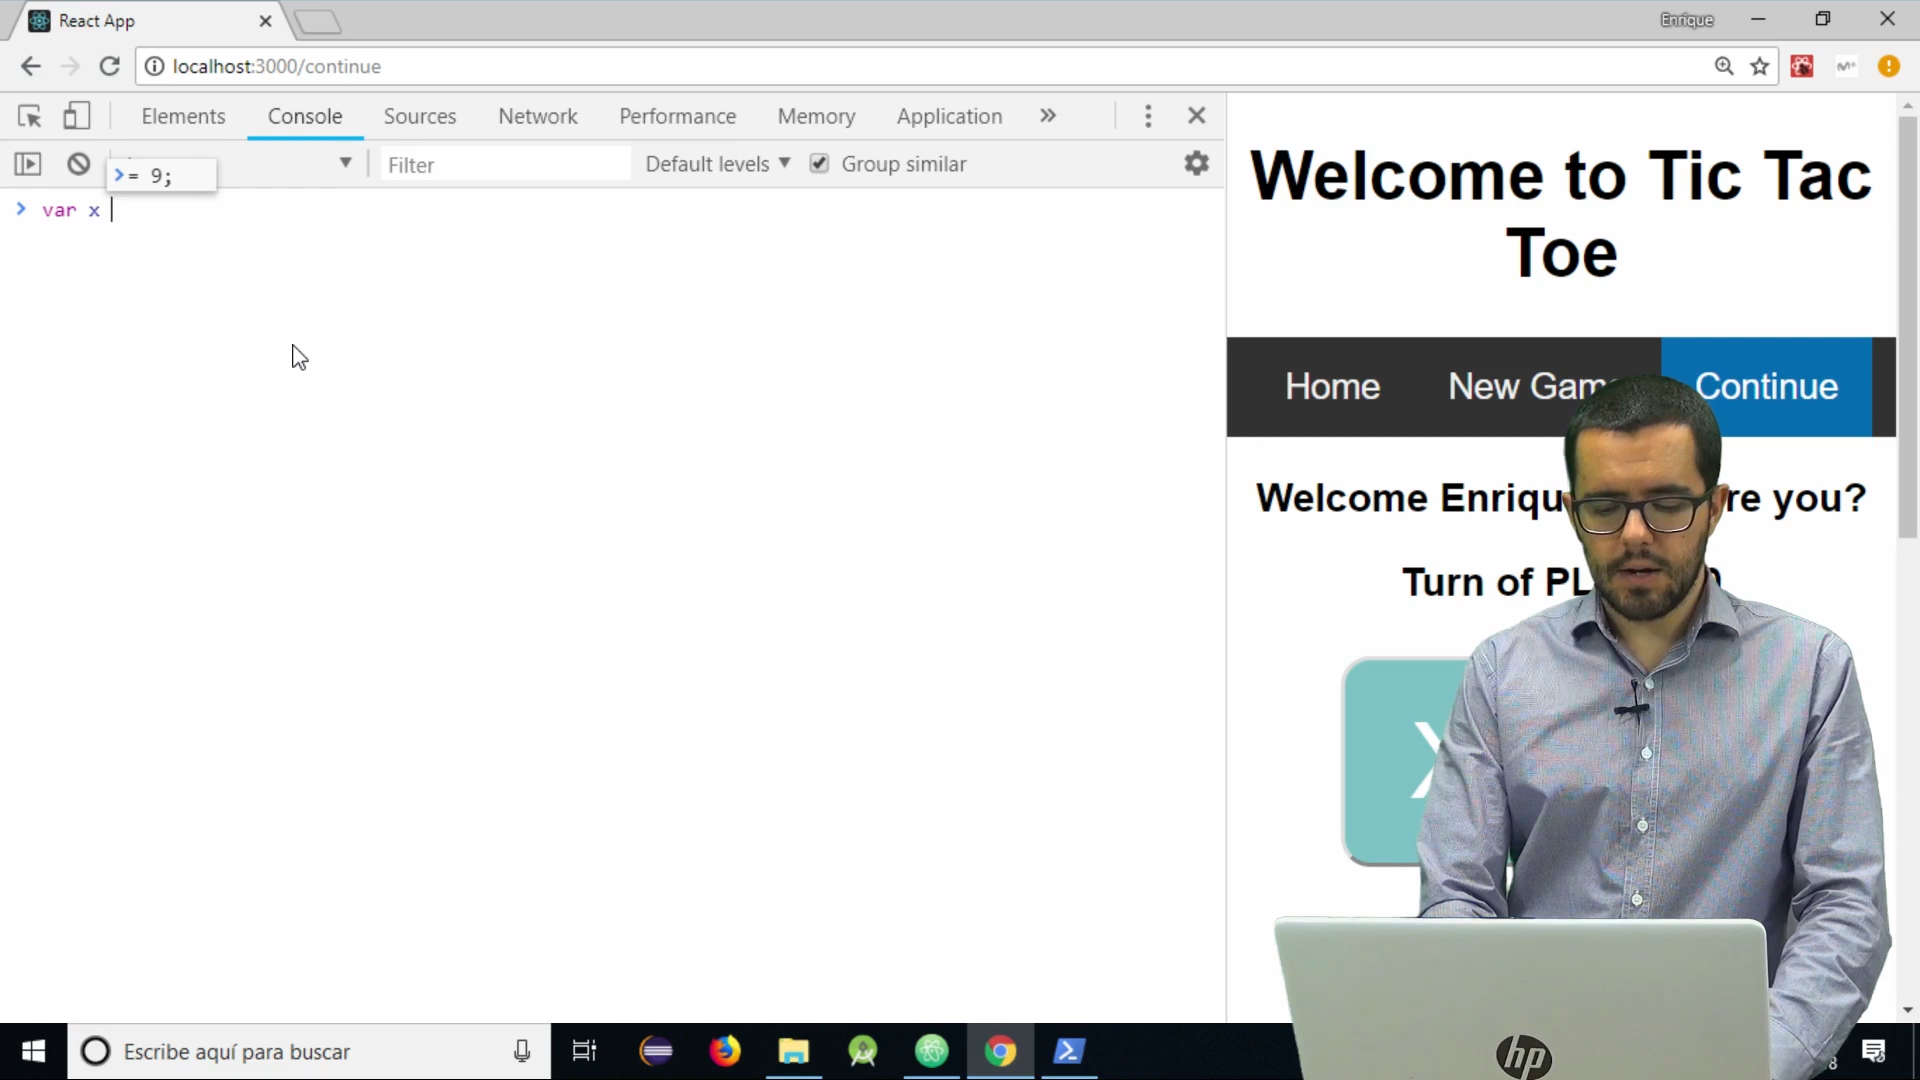 React App
Enrique
localhost:3000/continue
Elements Console Sources Network Performance Memory Application
Filter Default levels Group similar
= 9;
var x
Welcome to Tic Tac
Toe
Home New Game Continue
Welcome Enriqu re you?
Turn of PL
X
Escribe aquí para buscar
hp